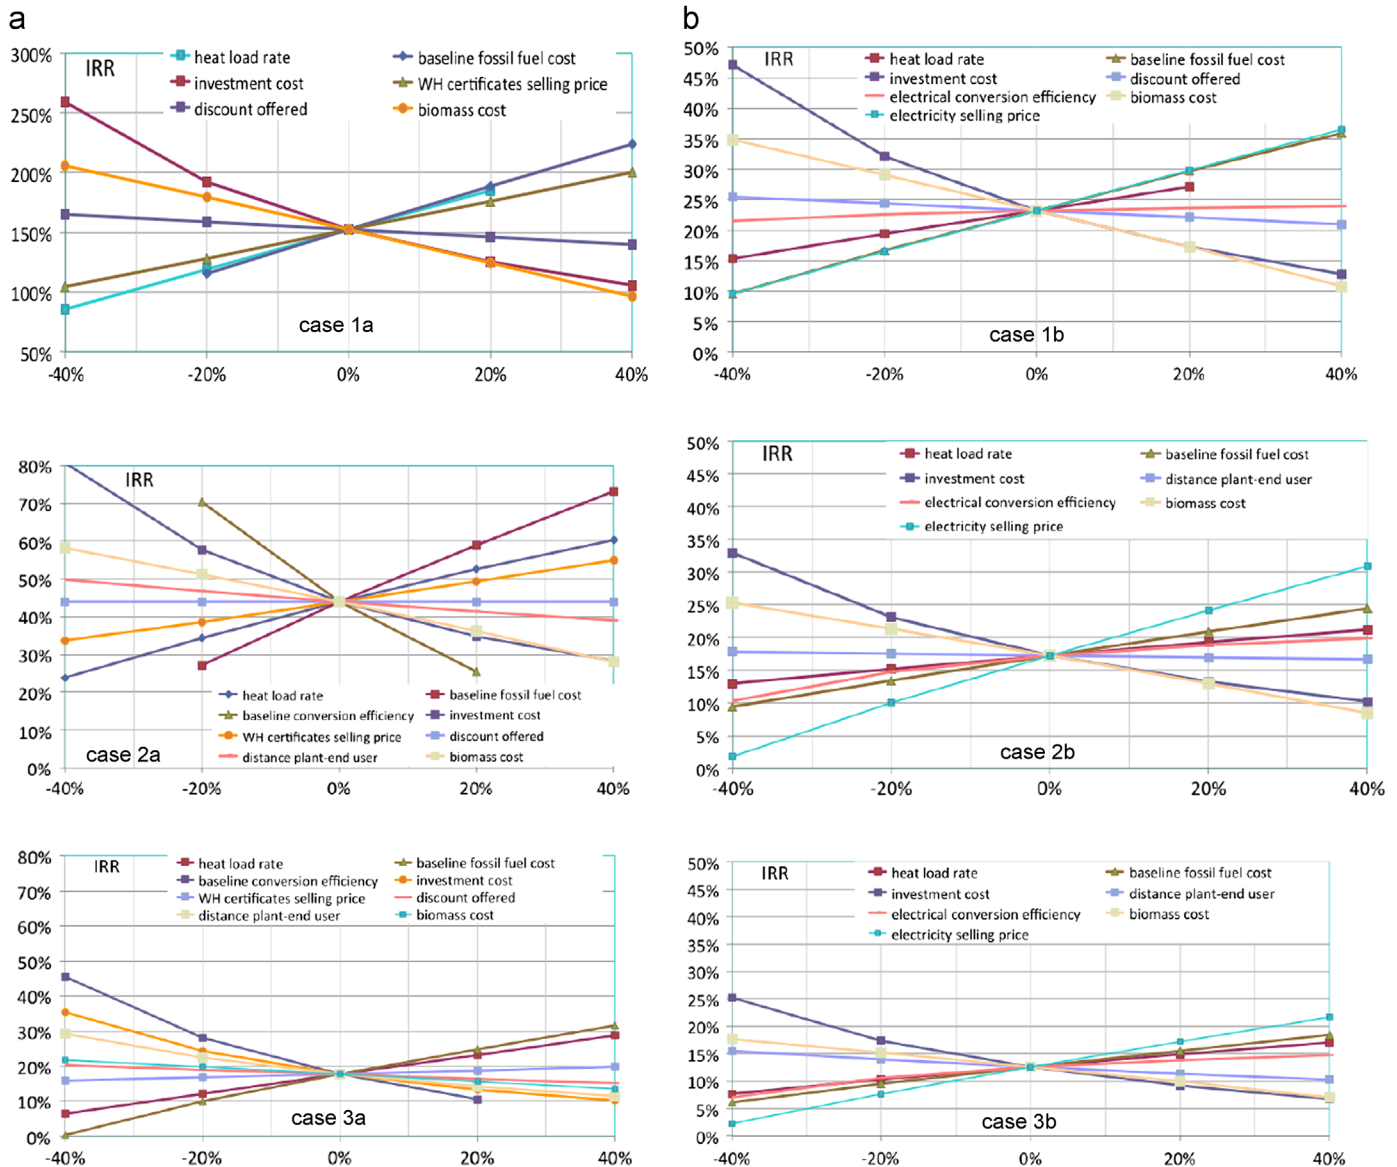 a
b
IRR
heat load rate
baseline fossil fuel cost
investment cost
WH certificates selling price
discount offered
biomass cost
300%
250%
200%
150%
100%
50%
case 1a
-40% -20% 0% 20% 40%
IRR
heat load rate
baseline fossil fuel cost
investment cost
discount offered
electrical conversion efficiency
biomass cost
electricity selling price
50%
45%
40%
35%
30%
25%
20%
15%
10%
5%
0%
case 1b
-40% -20% 0% 20% 40%
IRR
80%
70%
60%
50%
40%
30%
20%
10%
0%
heat load rate
baseline fossil fuel cost
baseline conversion efficiency
investment cost
WH certificates selling price
discount offered
distance plant-end user
biomass cost
case 2a
-40% -20% 0% 20% 40%
IRR
heat load rate
baseline fossil fuel cost
investment cost
distance plant-end user
electrical conversion efficiency
biomass cost
electricity selling price
50%
45%
40%
35%
30%
25%
20%
15%
10%
5%
0%
case 2b
-40% -20% 0% 20% 40%
IRR
heat load rate
baseline fossil fuel cost
baseline conversion efficiency
investment cost
WH certificates selling price
discount offered
distance plant-end user
biomass cost
80%
70%
60%
50%
40%
30%
20%
10%
0%
case 3a
-40% -20% 0% 20% 40%
IRR
heat load rate
baseline fossil fuel cost
investment cost
distance plant-end user
electrical conversion efficiency
biomass cost
electricity selling price
50%
45%
40%
35%
30%
25%
20%
15%
10%
5%
0%
case 3b
-40% -20% 0% 20% 40%